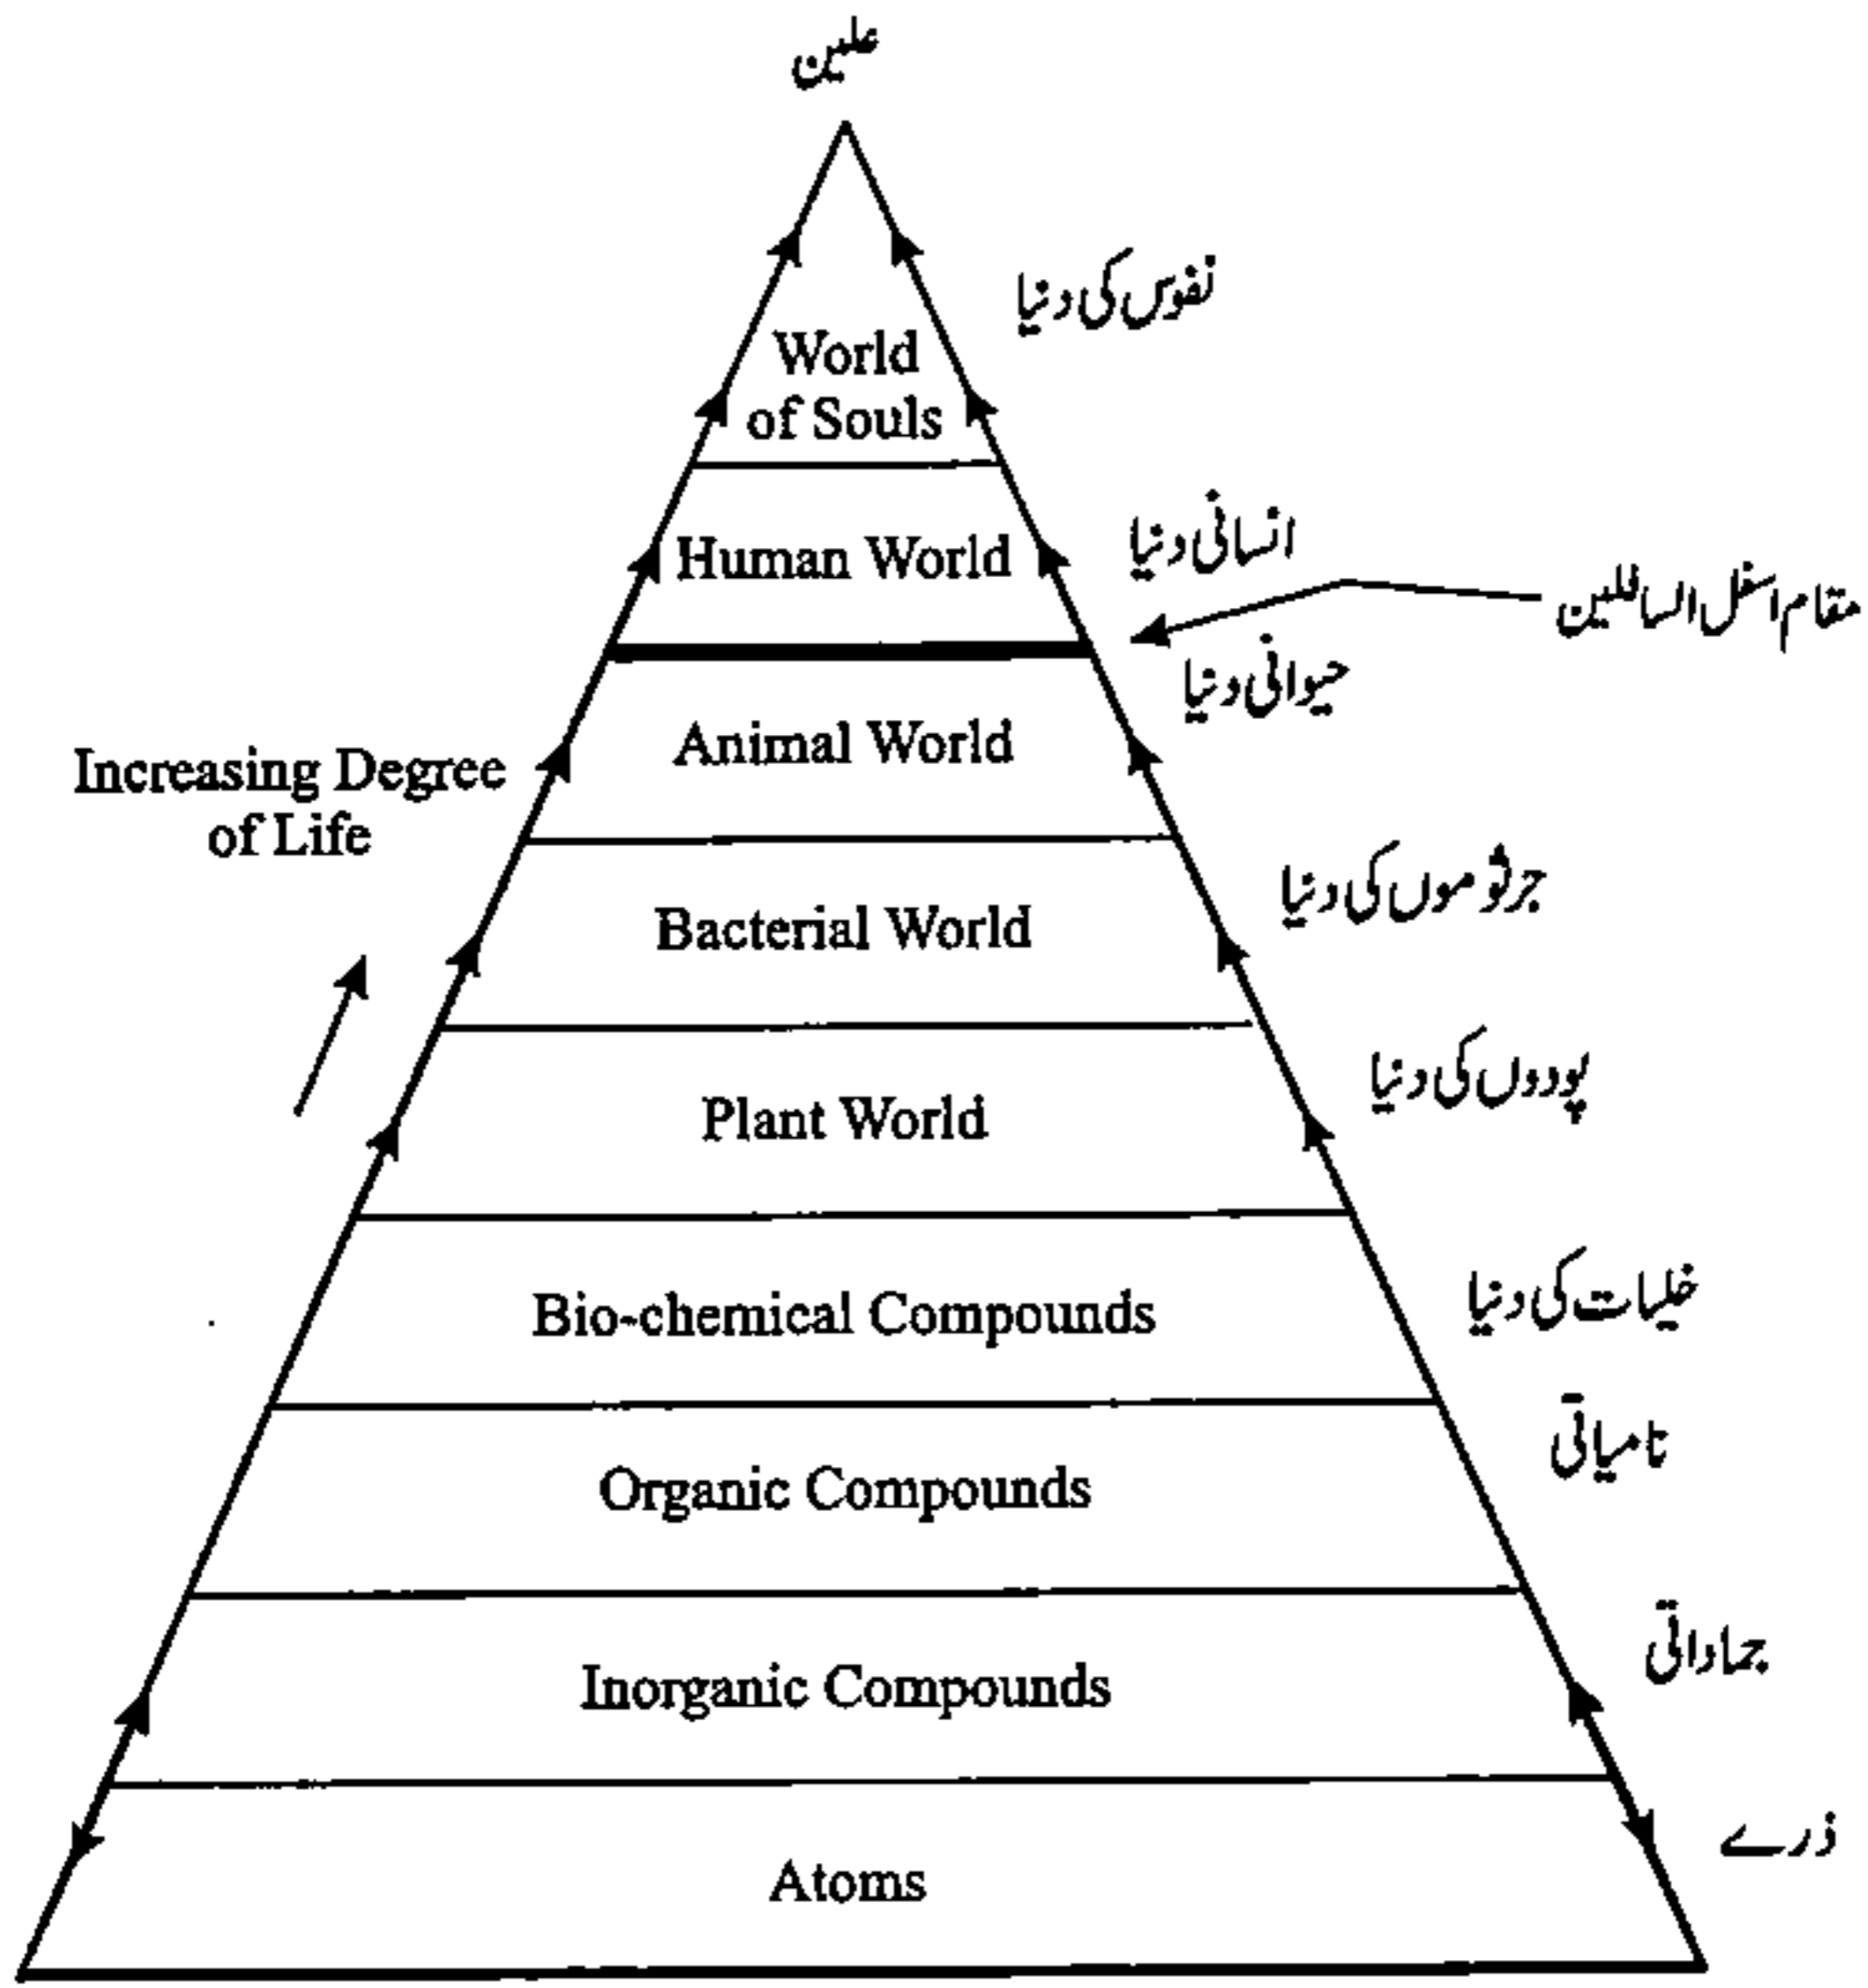 علیین
نفوس کی دنیا
World
of Souls
انسانی دنیا
Human World
مقام اسفل السافلین
حیوانی دنیا
Animal World
Increasing Degree
of Life
جرثوموں کی دنیا
Bacterial World
پودوں کی دنیا
Plant World
خلیات کی دنیا
Bio-chemical Compounds
نامیاتی
Organic Compounds
جماداتی
Inorganic Compounds
ذرے
Atoms